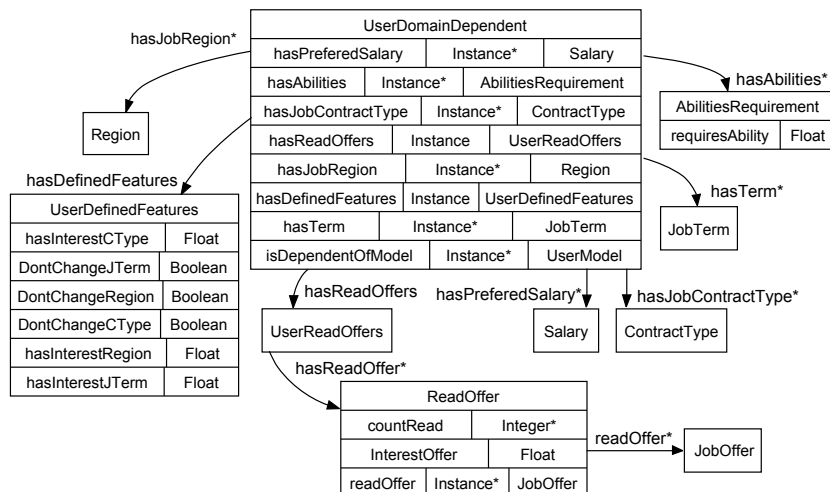 UserDomainDependent
hasPreferedSalary Instance* Salary
hasAbilities Instance* AbilitiesRequirement
hasJobContractType Instance* ContractType
hasReadOffers Instance UserReadOffers
hasJobRegion Instance* Region
hasDefinedFeatures Instance UserDefinedFeatures
hasTerm Instance* JobTerm
isDependentOfModel Instance* UserModel
hasJobRegion*
Region
hasAbilities*
AbilitiesRequirement
requiresAbility Float
hasDefinedFeatures
UserDefinedFeatures
hasInterestCType Float
DontChangeJTerm Boolean
DontChangeRegion Boolean
DontChangeCType Boolean
hasInterestRegion Float
hasInterestJTerm Float
hasTerm*
JobTerm
hasReadOffers
UserReadOffers
hasPreferedSalary*
Salary
hasJobContractType*
ContractType
hasReadOffer*
ReadOffer
countRead Integer*
InterestOffer Float
readOffer Instance* JobOffer
readOffer*
JobOffer